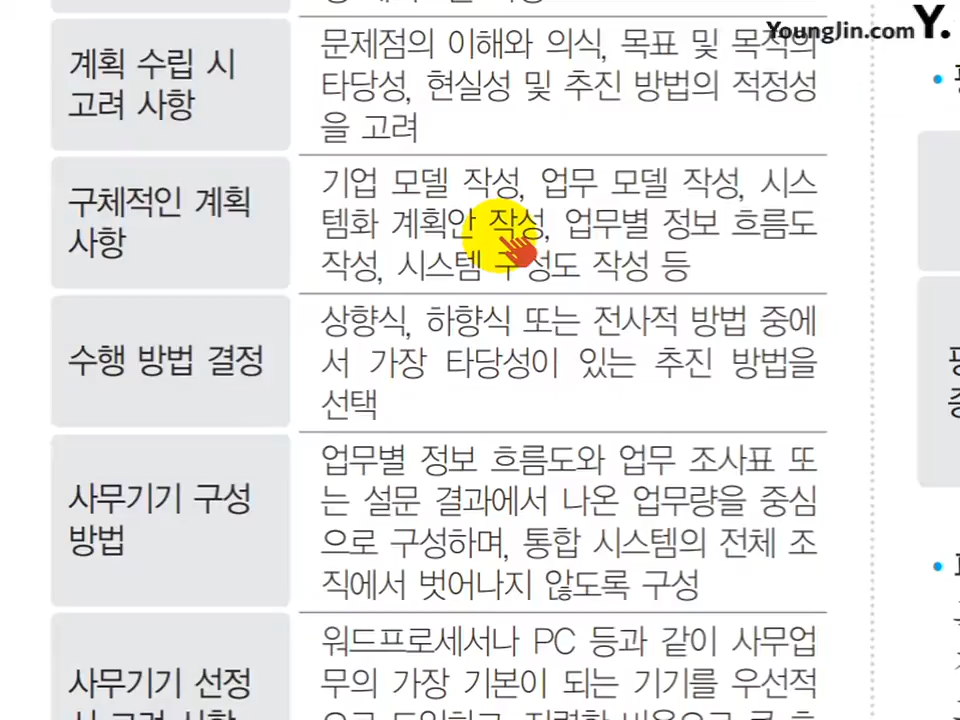 YoungJin.com Y.
계획 수립 시
고려 사항
문제점의 이해와 의식, 목표 및 목적의
타당성, 현실성 및 추진 방법의 적정성
을 고려
구체적인 계획
사항
기업 모델 작성, 업무 모델 작성, 시스
템화 계획안 작성, 업무별 정보 흐름도
작성, 시스템 구성도 작성 등
수행 방법 결정
상향식, 하향식 또는 전사적 방법 중에
서 가장 타당성이 있는 추진 방법을
선택
사무기기 구성
방법
업무별 정보 흐름도와 업무 조사표 또
는 설문 결과에서 나온 업무량을 중심
으로 구성하며, 통합 시스템의 전체 조
직에서 벗어나지 않도록 구성
사무기기 선정
시 고려 사항
워드프로세서나 PC 등과 같이 사무업
무의 가장 기본이 되는 기기를 우선적